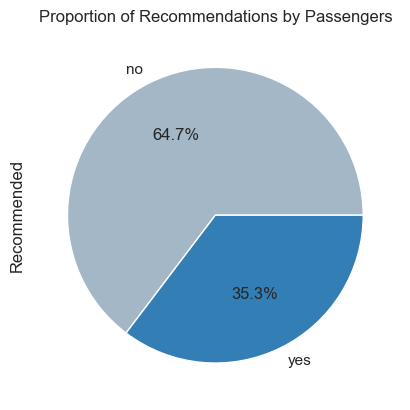 Proportion of Recommendations by Passengers
no
64.7%
Recommended
35.3%
yes